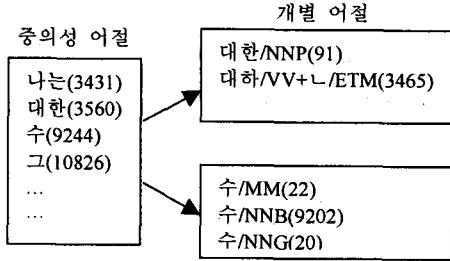 중의성 어절
나는(3431)
대한(3560)
수(9244)
그(10826)
...
...
개별 어절
대한/NNP(91)
대하/VV+ㄴ/ETM(3465)
수/MM(22)
수/NNB(9202)
수/NNG(20)